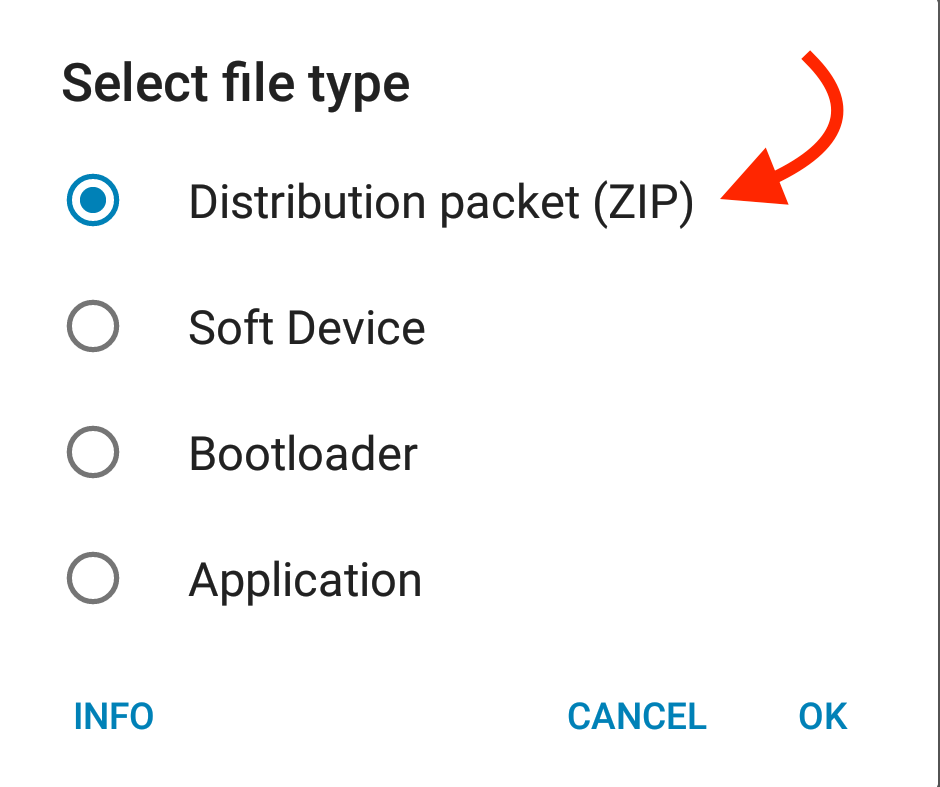 Select file type
Distribution packet (ZIP)
Soft Device
Bootloader
Application
INFO CANCEL OK